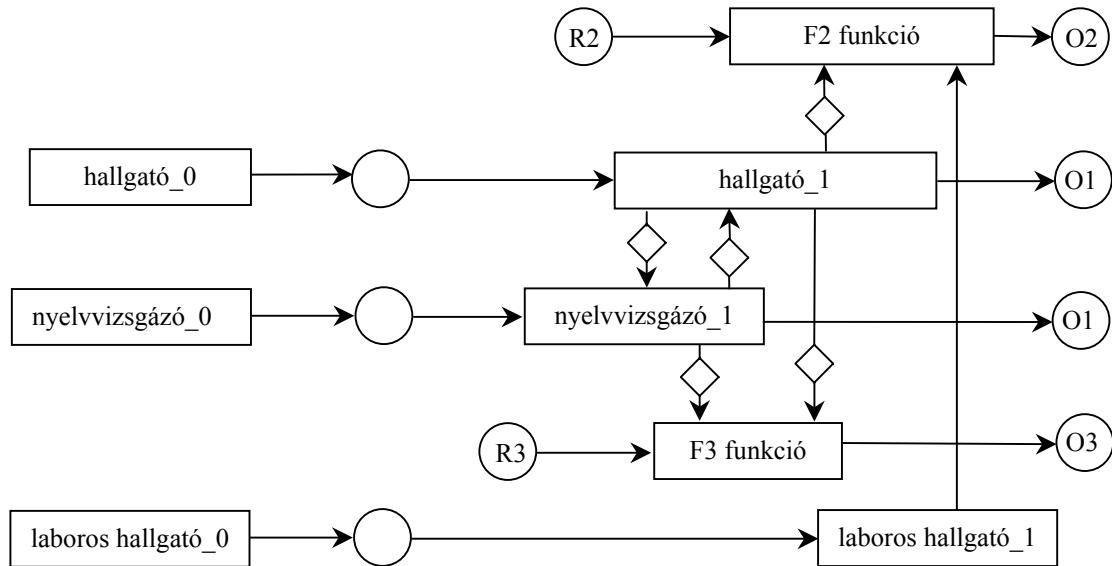 R2
F2 funkció
O2
hallgató_0
hallgató_1
O1
nyelvvizsgázó_0
nyelvvizsgázó_1
O1
R3
F3 funkció
O3
laboros hallgató_0
laboros hallgató_1